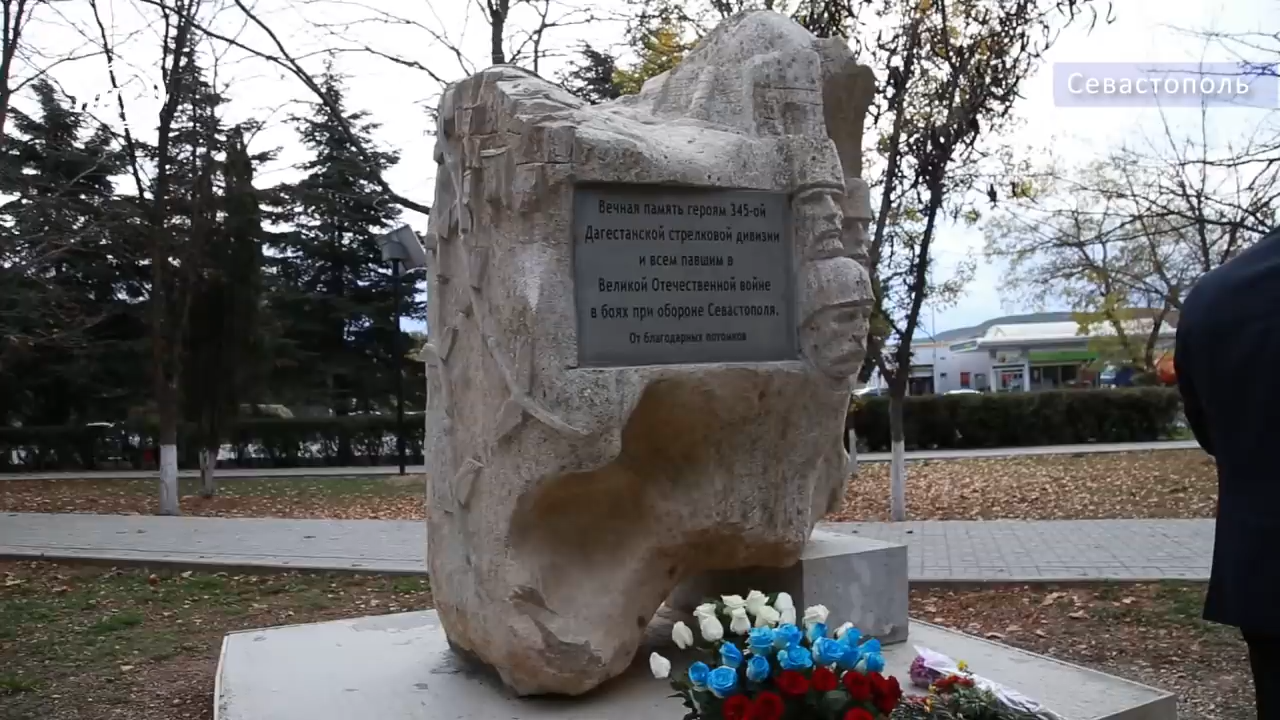 Севастополь
Вечная память героям 345-ой
Дагестанской стрелковой дивизии
и всем павшим в
Великой Отечественной войне
в боях при обороне Севастополя.
От благодарных потомков